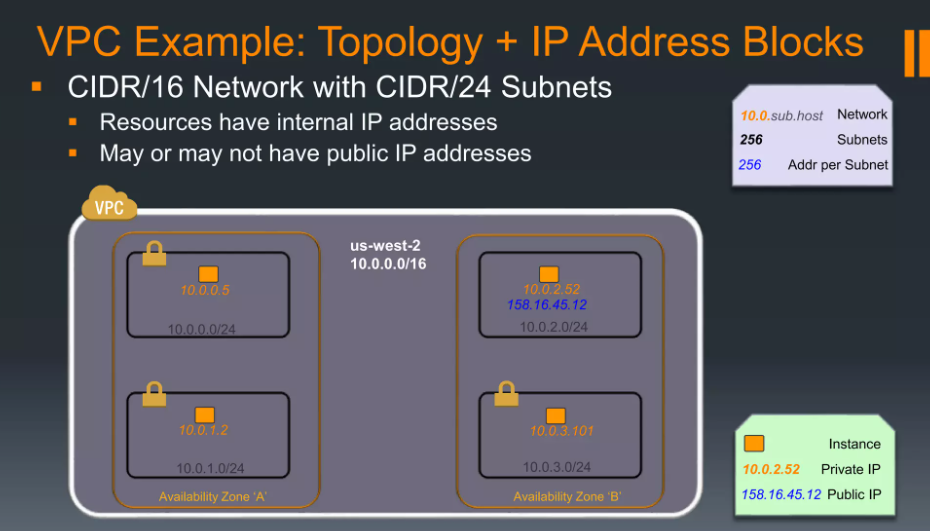 VPC Example: Topology + IP Address Blocks
CIDR/16 Network with CIDR/24 Subnets
Resources have internal IP addresses
May or may not have public IP addresses
10.0.sub.host Network
256 Subnets
256 Addr per Subnet
VPC
us-west-2
10.0.0.0/16
10.0.0.5
10.0.0.0/24
10.0.1.2
10.0.1.0/24
Availability Zone 'A'
10.0.2.52
158.16.45.12
10.0.2.0/24
10.0.3.101
10.0.3.0/24
Availability Zone 'B'
Instance
10.0.2.52 Private IP
158.16.45.12 Public IP